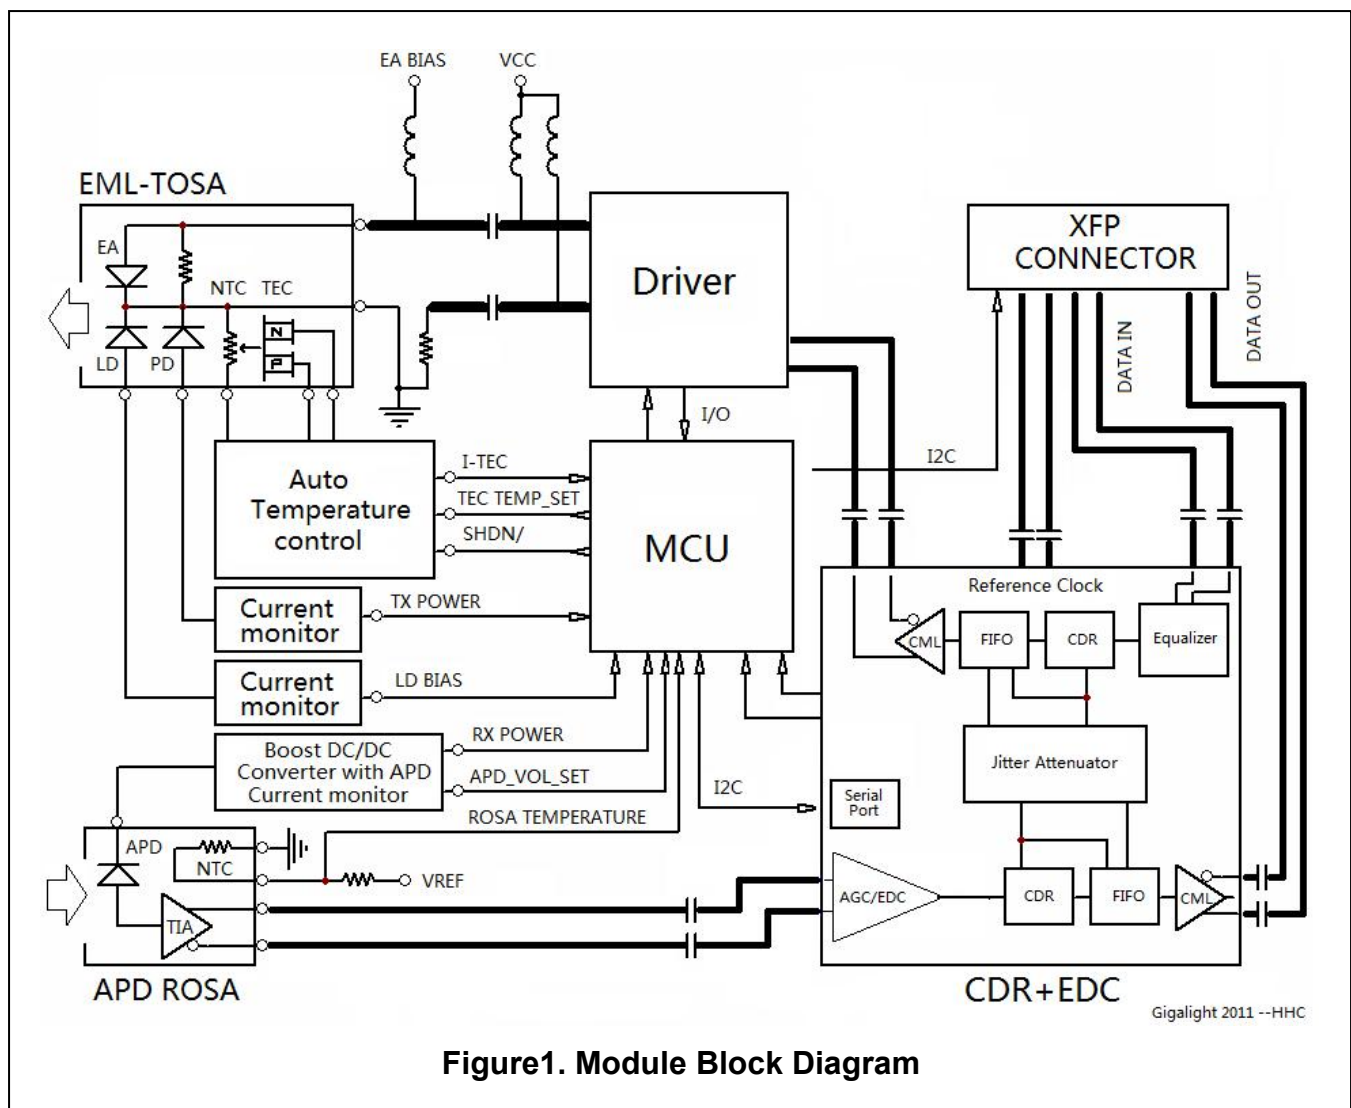 EA BIAS
VCC
EML-TOSA
EA
NTC TEC
N
P
LD
PD
Driver
XFP
CONNECTOR
DATA IN
DATA OUT
I/O
I2C
Auto
Temperature
control
I-TEC
TEC TEMP_SET
SHDN/
MCU
Current
monitor
TX POWER
Current
monitor
LD BIAS
Boost DC/DC
Converter with APD
Current monitor
RX POWER
APD_VOL_SET
ROSA TEMPERATURE
I2C
Reference Clock
CML
FIFO
CDR
Equalizer
Jitter Attenuator
Serial
Port
APD
NTC
VREF
TIA
AGC/EDC
CDR
FIFO
CML
APD ROSA
CDR+EDC
Gigalight 2011 --HHC
Figure1. Module Block Diagram